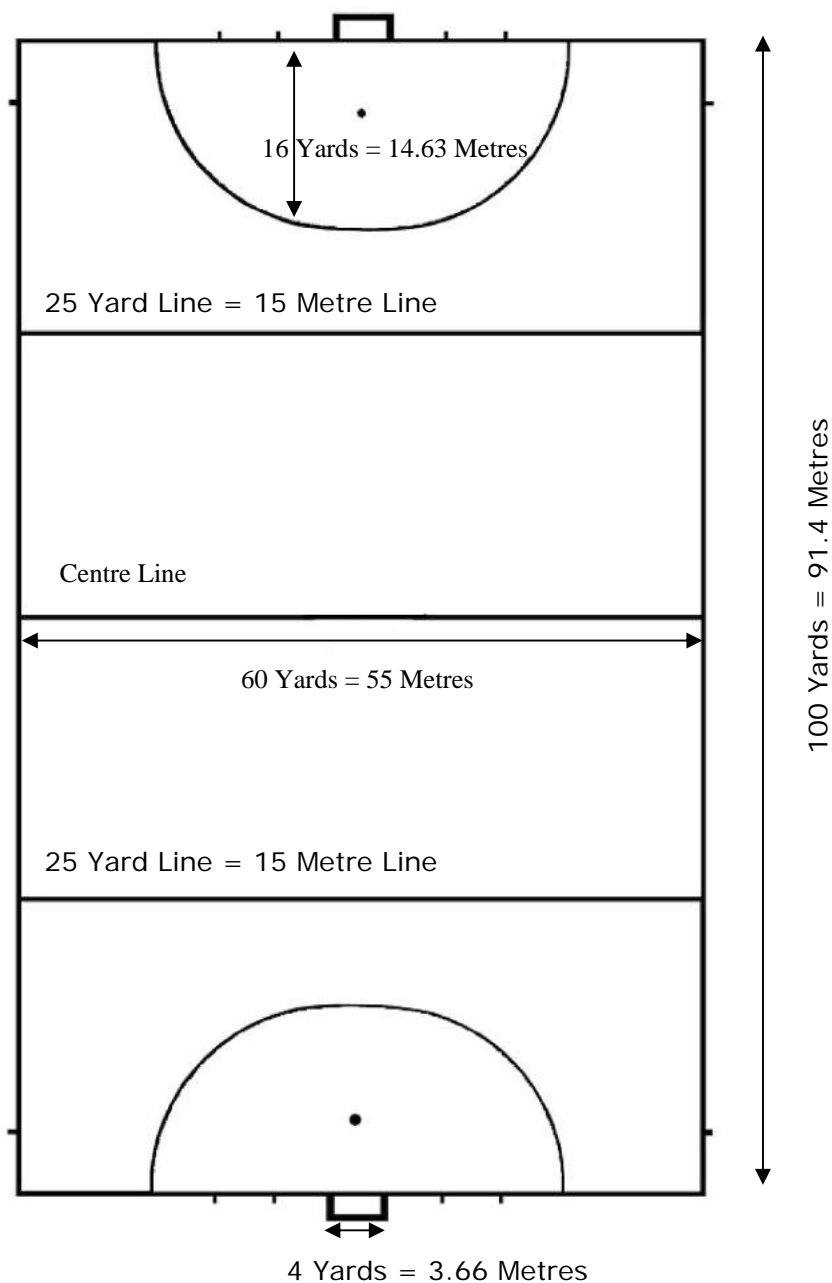 16 Yards = 14.63 Metres
25 Yard Line = 15 Metre Line
Centre Line
60 Yards = 55 Metres
100 Yards = 91.4 Metres
25 Yard Line = 15 Metre Line
4 Yards = 3.66 Metres